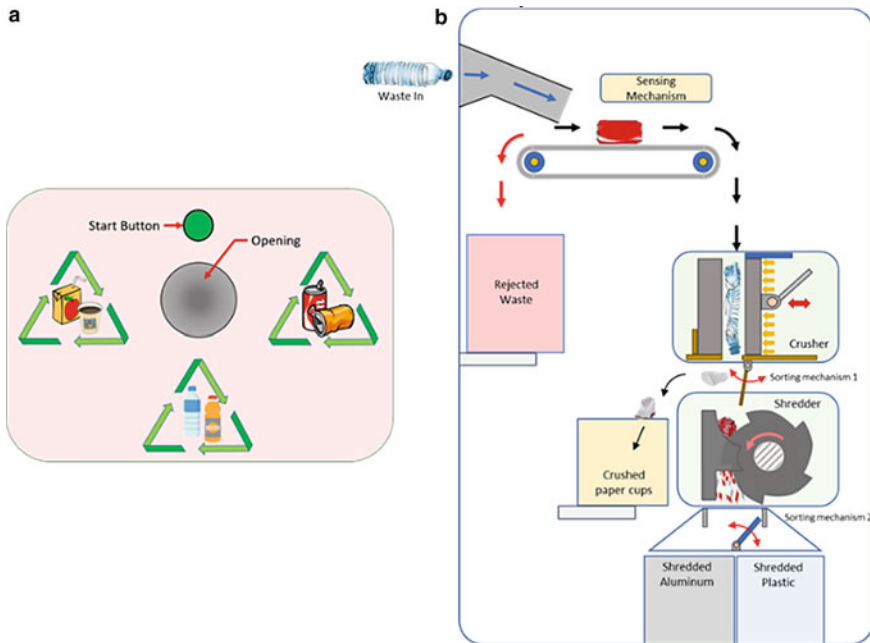 a
Start Button
Opening
b
Waste In
Sensing
Mechanism
Rejected
Waste
Crusher
Sorting mechanism 1
Shredder
Crushed
paper cups
Sorting mechanism 2
Shredded
Aluminum
Shredded
Plastic